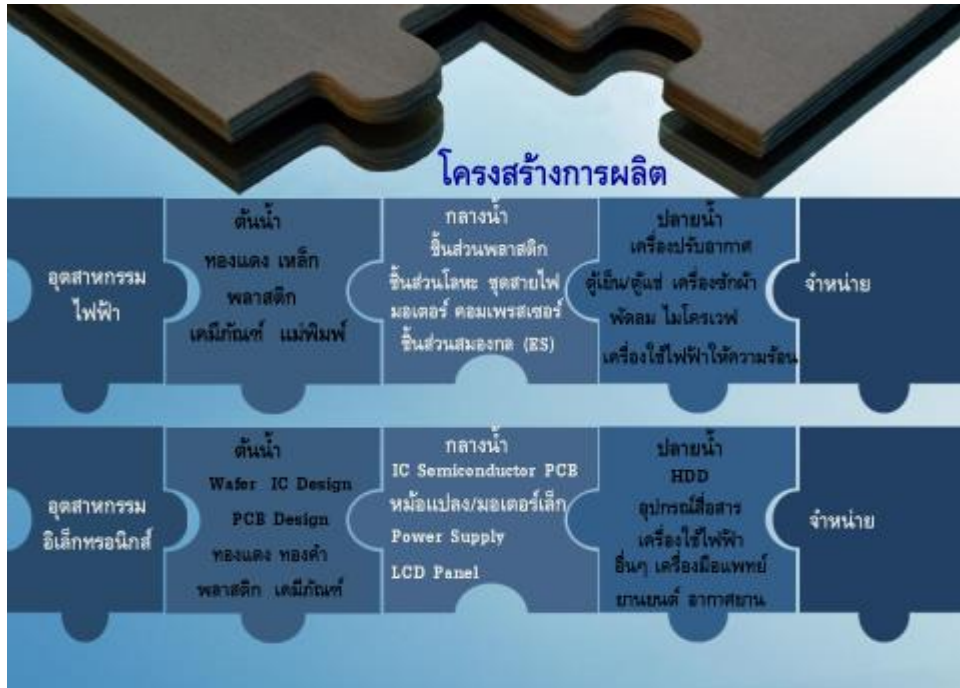 โครงสร้างการผลิต
อุตสาหกรรม
ไฟฟ้า
ต้นน้ำ
ทองแดง เหล็ก
พลาสติก
เคมีภัณฑ์ แม่พิมพ์
กลางน้ำ
ชิ้นส่วนพลาสติก
ชิ้นส่วนโลหะ ชุดสายไฟ
มอเตอร์ คอมเพรสเซอร์
ชิ้นส่วนสมองกล (ES)
ปลายน้ำ
เครื่องปรับอากาศ
ตู้เย็น/ตู้แช่ เครื่องซักผ้า
พัดลม ไมโครเวฟ
เครื่องใช้ไฟฟ้าให้ความร้อน
จำหน่าย
อุตสาหกรรม
อิเล็กทรอนิกส์
ต้นน้ำ
Wafer IC Design
PCB Design
ทองแดง ทองคำ
พลาสติก เคมีภัณฑ์
กลางน้ำ
IC Semiconductor PCB
หม้อแปลง/มอเตอร์เล็ก
Power Supply
LCD Panel
ปลายน้ำ
HDD
อุปกรณ์สื่อสาร
เครื่องใช้ไฟฟ้า
อื่นๆ เครื่องมือแพทย์
ยานยนต์ อากาศยาน
จำหน่าย